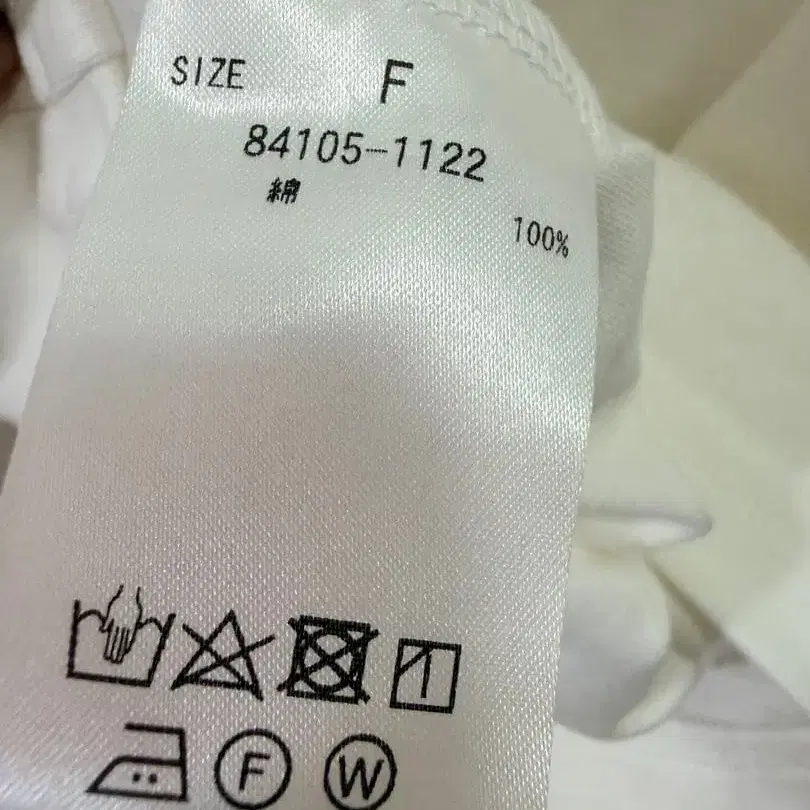 SIZE F
84105-1122
綿 100%
F W